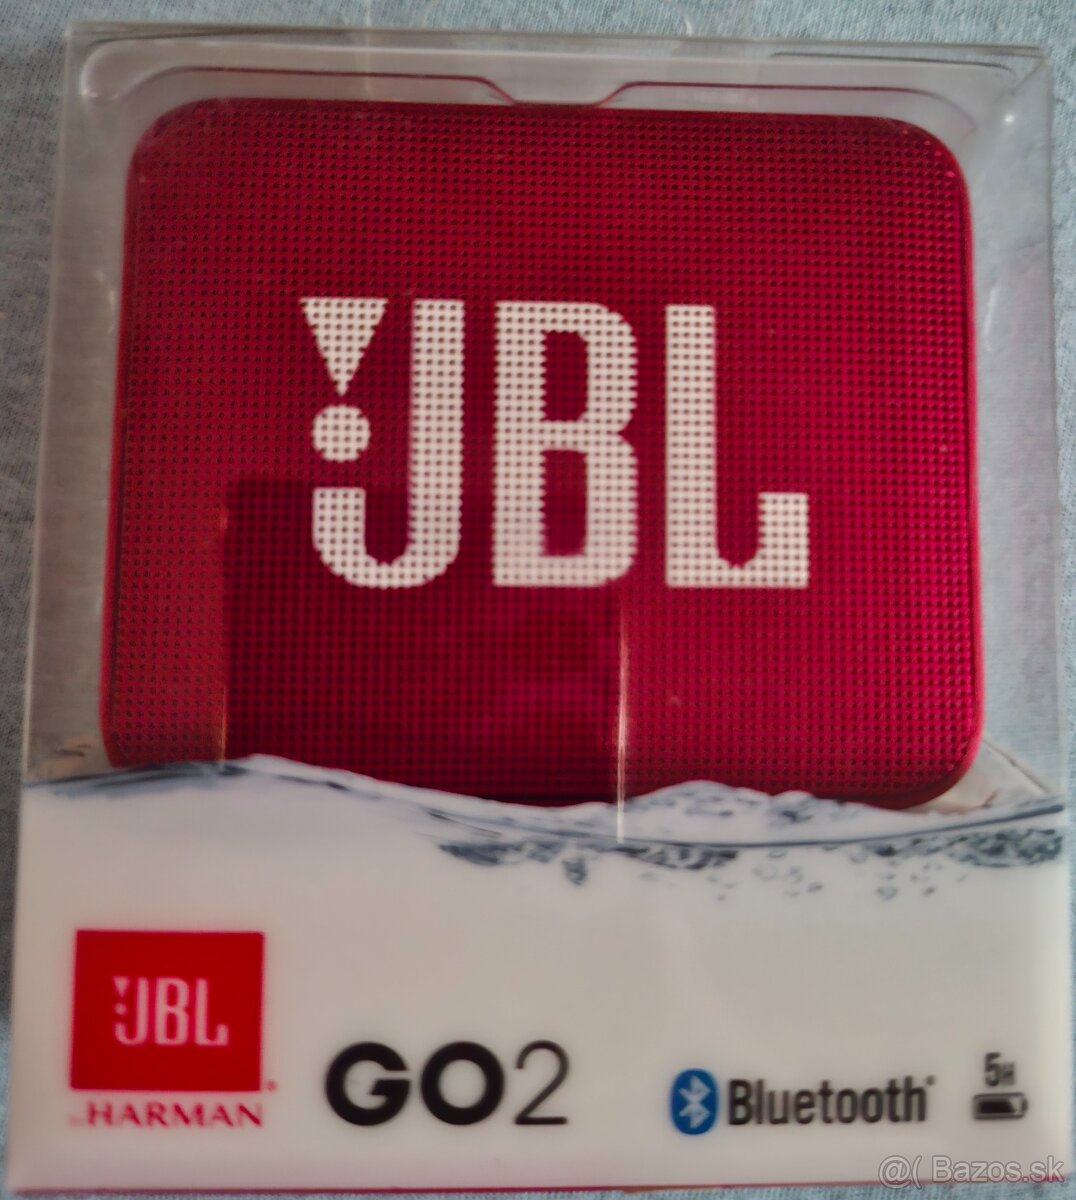 JBL
JBL
by HARMAN
GO2
Bluetooth®
5H
@( Bazos.sk